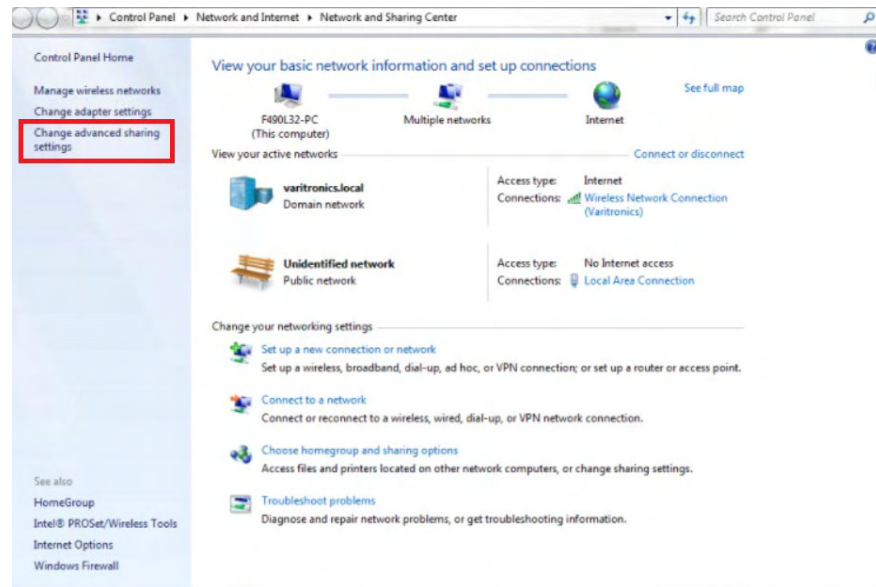 Control Panel ▸ Network and Internet ▸ Network and Sharing Center
Search Control Panel
Control Panel Home
Manage wireless networks
Change adapter settings
Change advanced sharing
settings
See also
HomeGroup
Intel® PROSet/Wireless Tools
Internet Options
Windows Firewall
View your basic network information and set up connections
See full map
F490L32-PC
(This computer)
Multiple networks
Internet
View your active networks
Connect or disconnect
varitronics.local
Domain network
Access type: Internet
Connections: Wireless Network Connection
(Varitronics)
Unidentified network
Public network
Access type: No Internet access
Connections: Local Area Connection
Change your networking settings
Set up a new connection or network
Set up a wireless, broadband, dial-up, ad hoc, or VPN connection; or set up a router or access point.
Connect to a network
Connect or reconnect to a wireless, wired, dial-up, or VPN network connection.
Choose homegroup and sharing options
Access files and printers located on other network computers, or change sharing settings.
Troubleshoot problems
Diagnose and repair network problems, or get troubleshooting information.